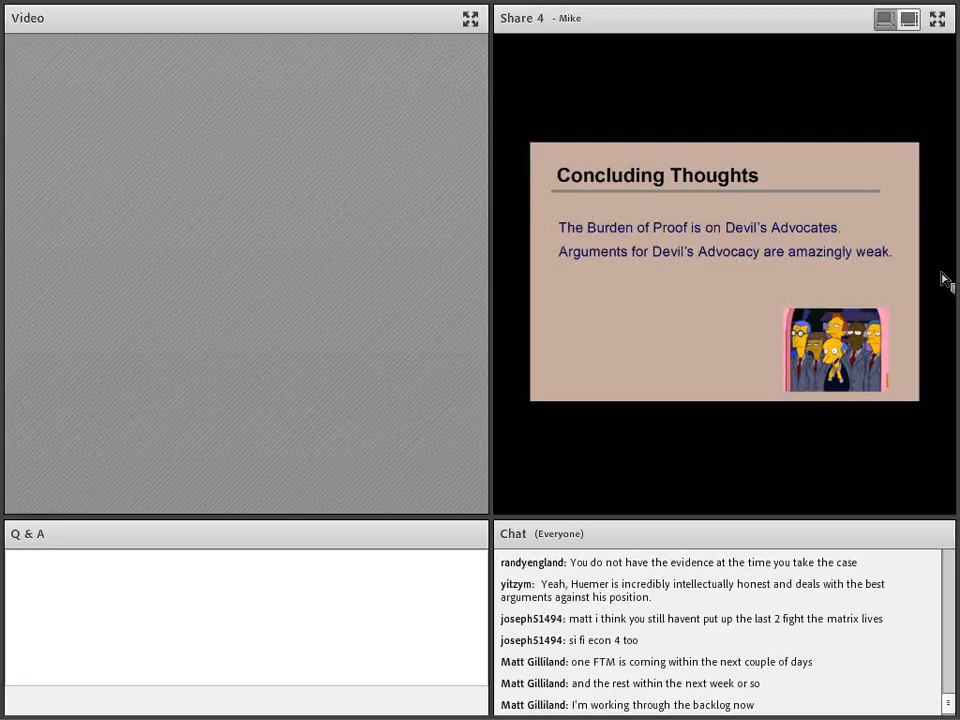 Video
Share 4 - Mike
Concluding Thoughts
The Burden of Proof is on Devil's Advocates.
Arguments for Devil's Advocacy are amazingly weak.
Q & A
Chat (Everyone)
randyengland: You do not have the evidence at the time you take the case
yitzym: Yeah, Huemer is incredibly intellectually honest and deals with the best
arguments against his position.
joseph51494: matt i think you still havent put up the last 2 fight the matrix lives
joseph51494: si fi econ 4 too
Matt Gilliland: one FTM is coming within the next couple of days
Matt Gilliland: and the rest within the next week or so
Matt Gilliland: I'm working through the backlog now